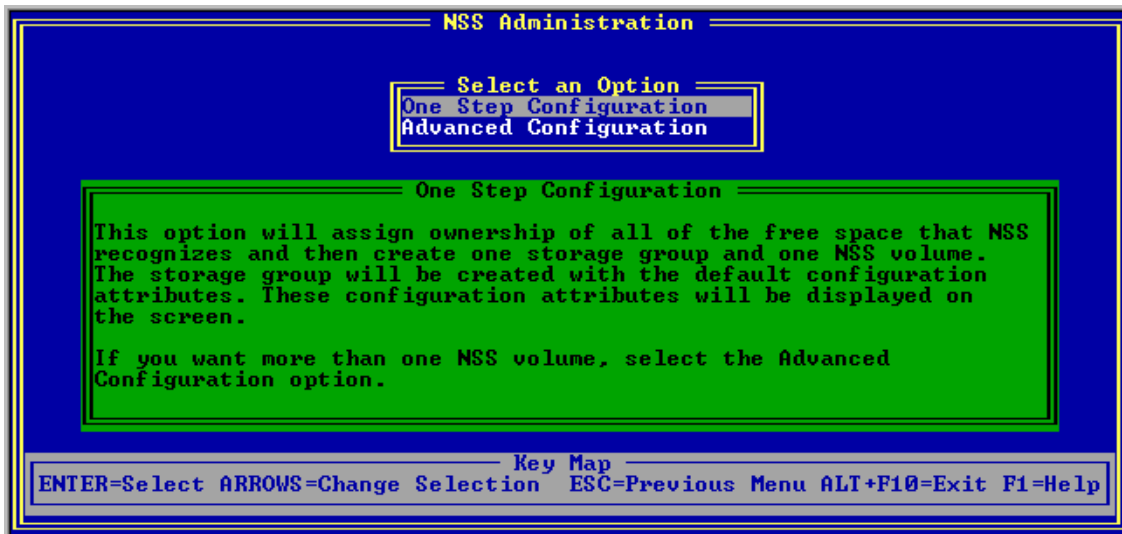 NSS Administration
Select an Option
One Step Configuration
Advanced Configuration
One Step Configuration
This option will assign ownership of all of the free space that NSS
recognizes and then create one storage group and one NSS volume.
The storage group will be created with the default configuration
attributes. These configuration attributes will be displayed on
the screen.
If you want more than one NSS volume, select the Advanced
Configuration option.
Key Map
ENTER=Select ARROWS=Change Selection ESC=Previous Menu ALT+F10=Exit F1=Help